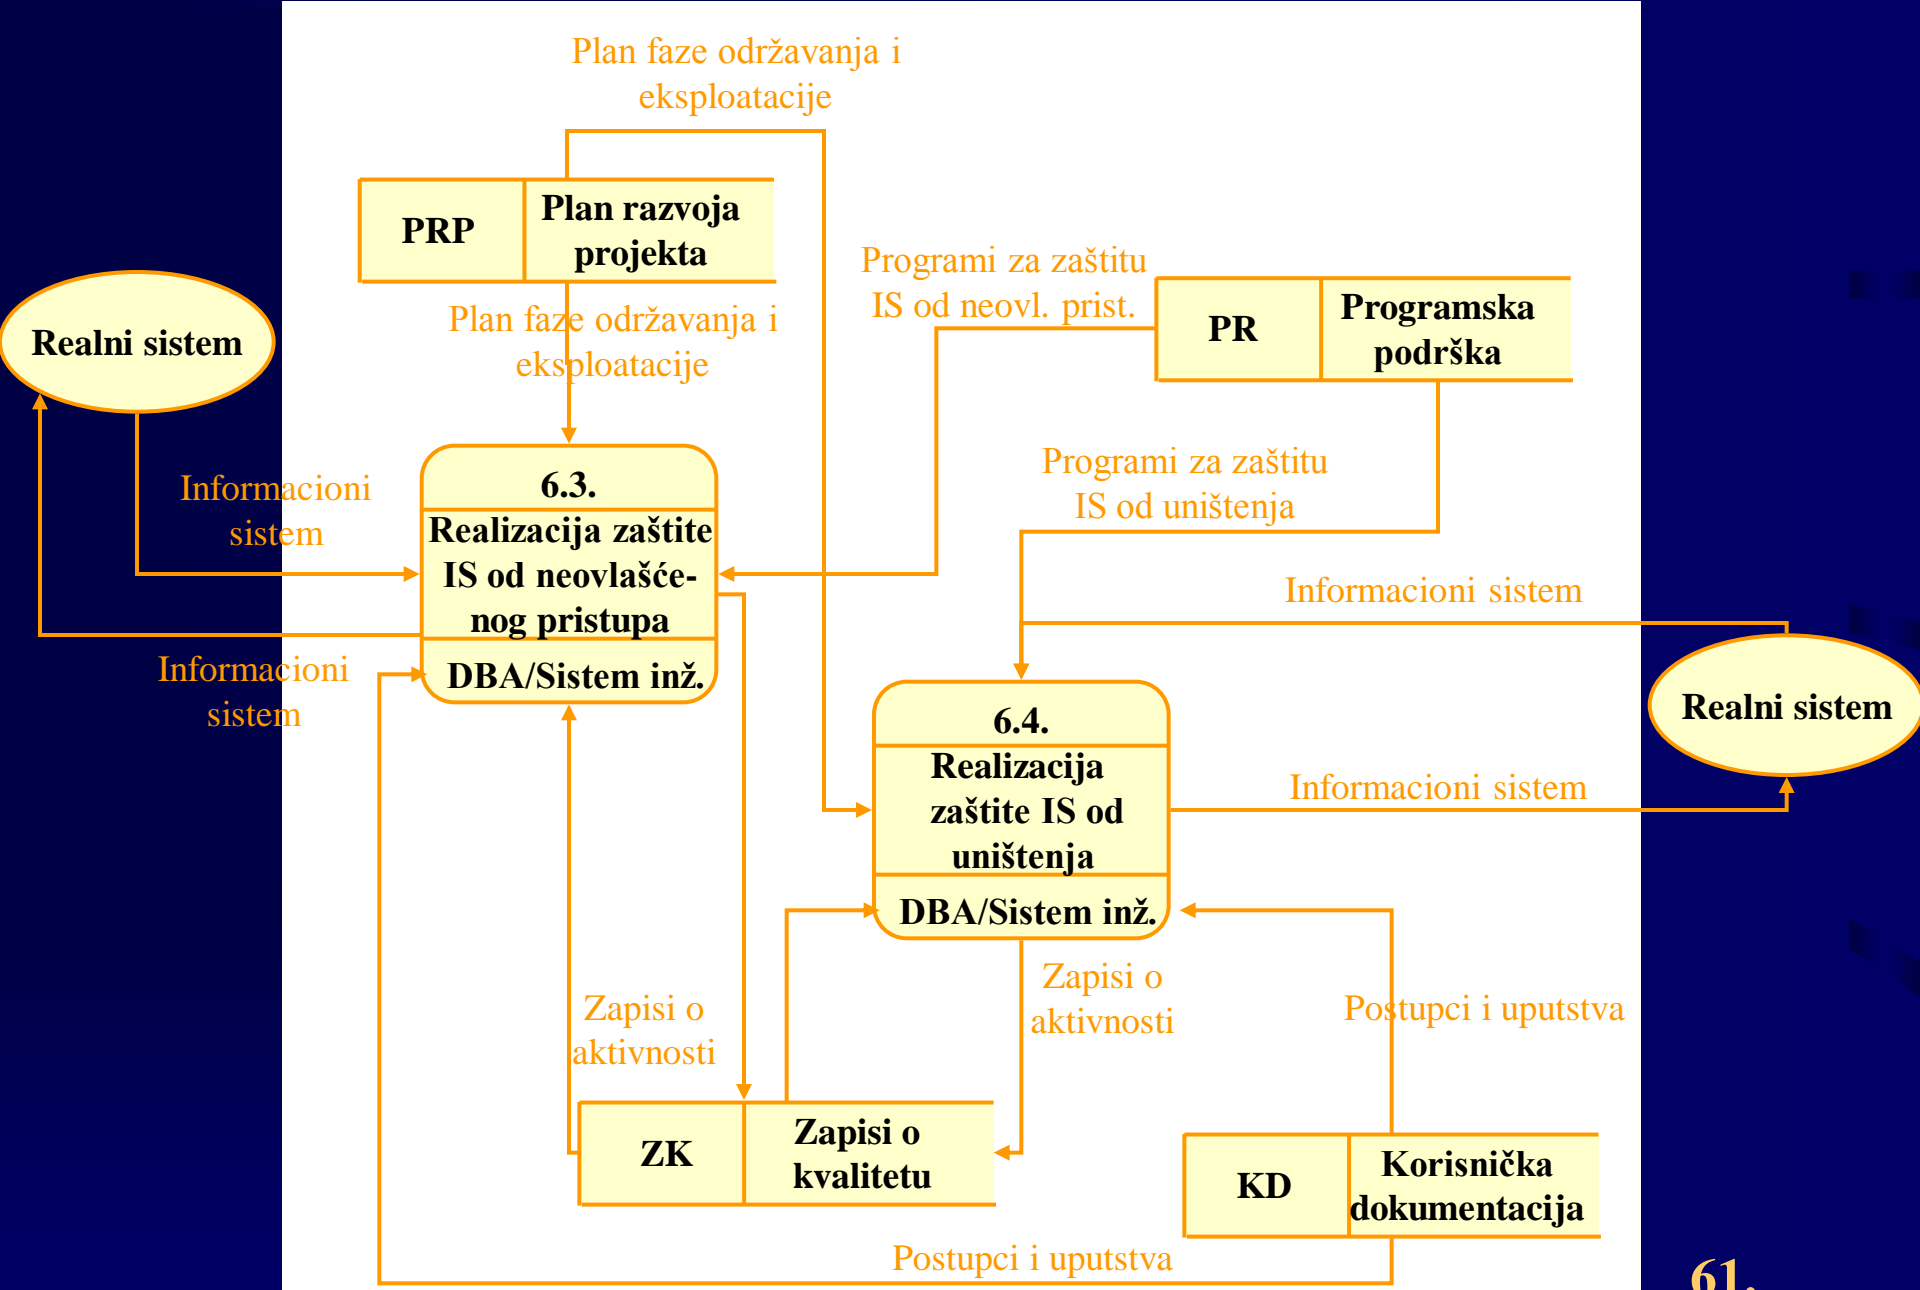 Plan faze održavanja i
eksploatacije
PRP
Plan razvoja
projekta
Programi za zaštitu
IS od neovl. prist.
PR
Programska
podrška
Realni sistem
Plan faze održavanja i
eksploatacije
Informacioni
sistem
6.3.
Realizacija zaštite
IS od neovlašće-
nog pristupa
DBA/Sistem inž.
Programi za zaštitu
IS od uništenja
Informacioni sistem
Informacioni
sistem
6.4.
Realizacija
zaštite IS od
uništenja
DBA/Sistem inž.
Realni sistem
Informacioni sistem
Zapisi o
aktivnosti
Zapisi o
aktivnosti
Postupci i uputstva
ZK
Zapisi o
kvalitetu
KD
Korisnička
dokumentacija
Postupci i uputstva
61.